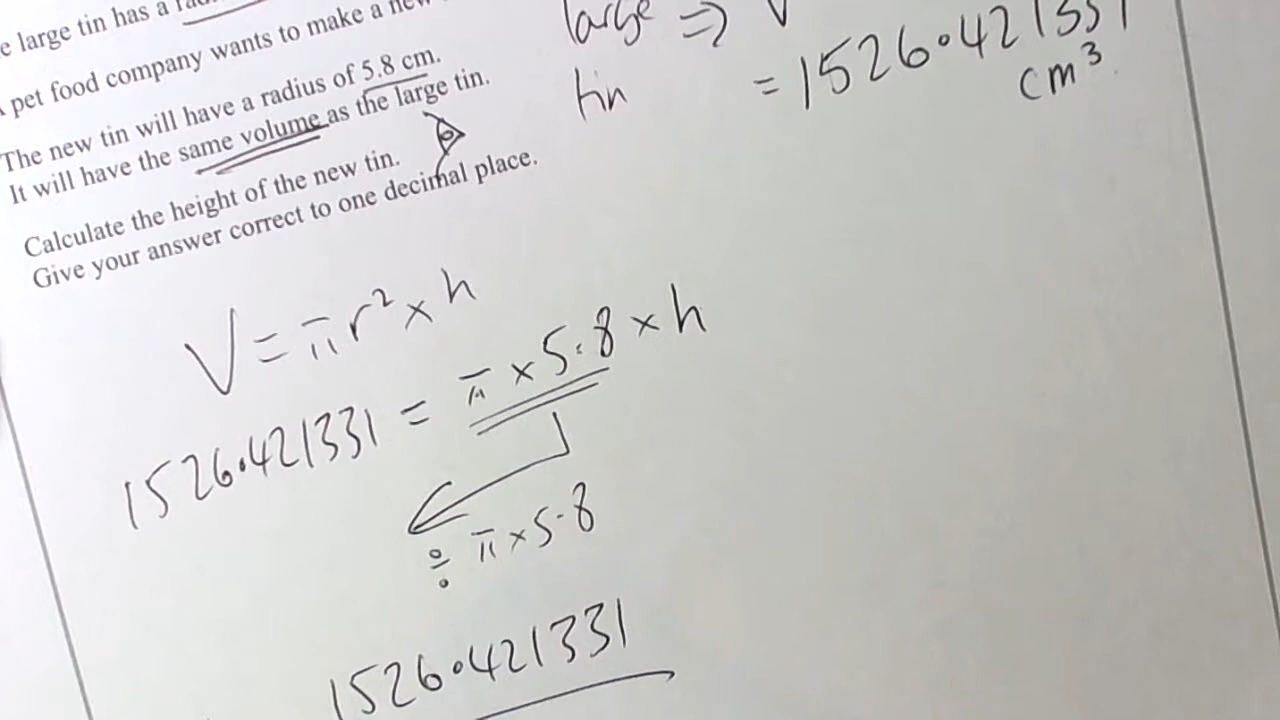 e large tin has a
pet food company wants to make a new
The new tin will have a radius of 5.8 cm.
It will have the same volume as the large tin.
Calculate the height of the new tin.
Give your answer correct to one decimal place.
large ⇒ V
tin = 1526.421331
cm³
V = πr² × h
1526.421331 = π × 5.8 × h
÷ π × 5.8
1526.421331